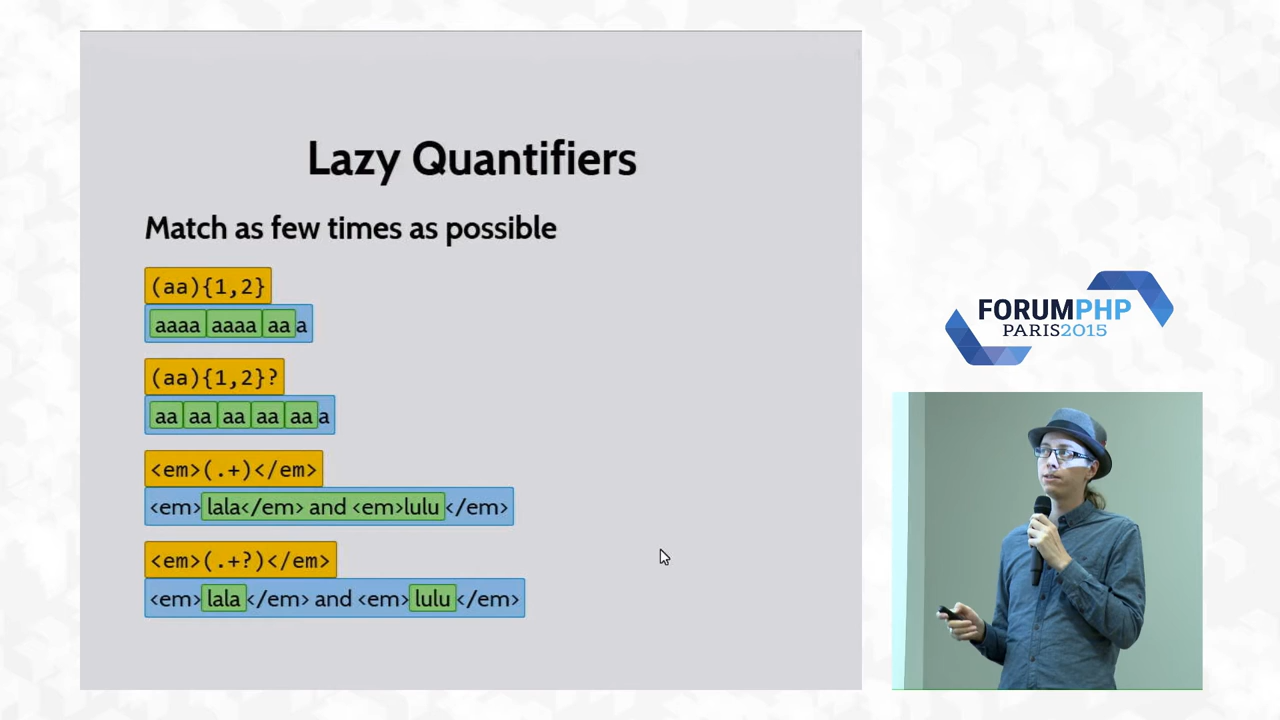 Lazy Quantifiers
Match as few times as possible
(aa){1,2}
aaaa aaaa aa a
(aa){1,2}?
aa aa aa aa aa a
<em>(.+)</em>
<em>lala</em> and <em>lulu</em>
<em>(.+?)</em>
<em>lala</em> and <em>lulu</em>
FORUMPHP
PARIS2015